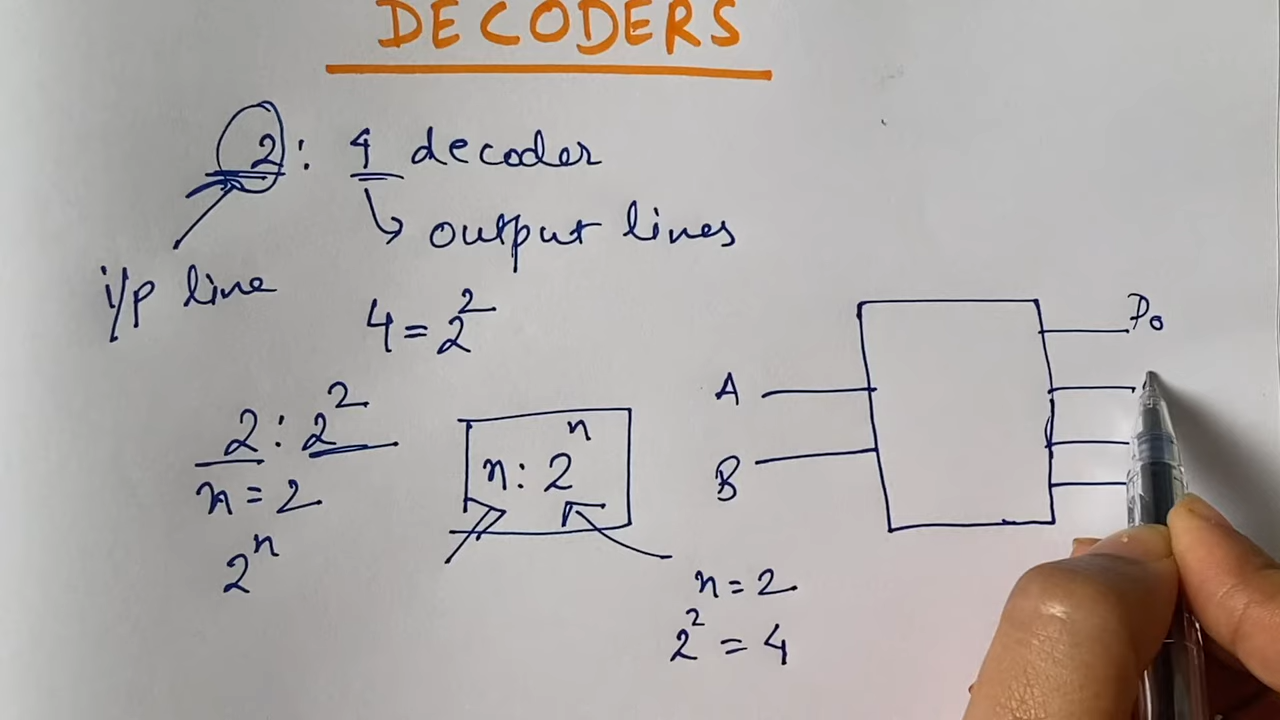 DECODERS
2 : 4 decoder
output lines
i/p line
4 = 2²
2 : 2²
n = 2
2ⁿ
n : 2ⁿ
A
B
D₀
n = 2
2² = 4